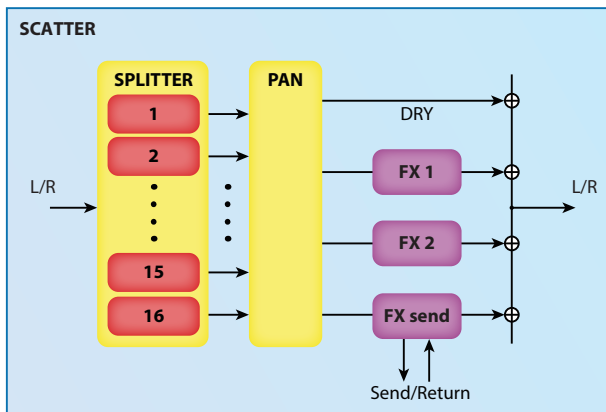 SCATTER
SPLITTER
PAN
1
DRY
2
FX 1
L/R
L/R
FX 2
15
16
FX send
Send/Return